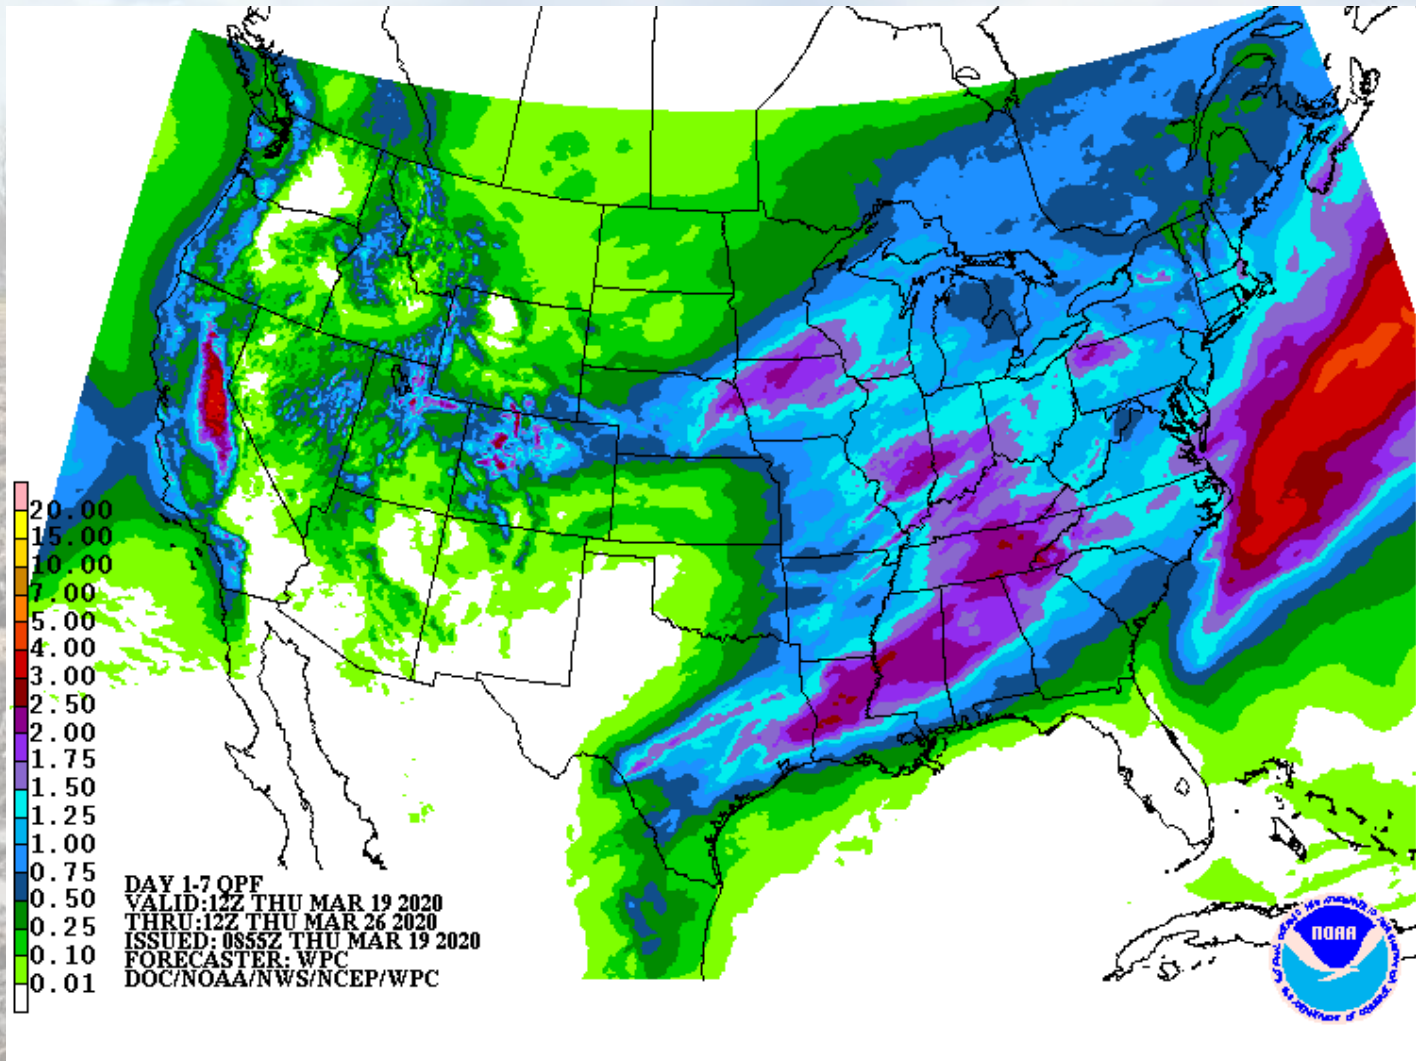 20.00
15.00
10.00
7.00
5.00
4.00
3.00
2.50
2.00
1.75
1.50
1.25
1.00
0.75
0.50
0.25
0.10
0.01
DAY 1-7 QPF
VALID:12Z THU MAR 19 2020
THRU:12Z THU MAR 26 2020
ISSUED: 0855Z THU MAR 19 2020
FORECASTER: WPC
DOC/NOAA/NWS/NCEP/WPC
NOAA